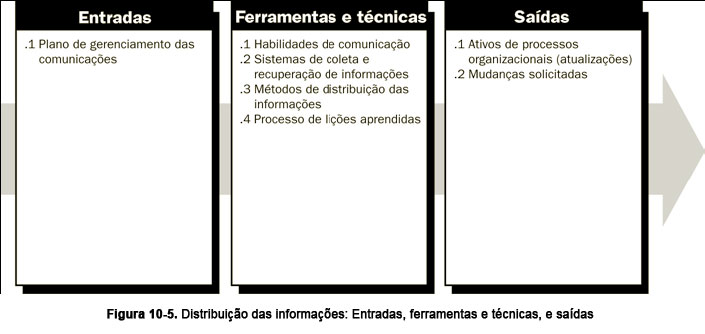 Entradas
.1 Plano de gerenciamento das
comunicações
Ferramentas e técnicas
.1 Habilidades de comunicação
.2 Sistemas de coleta e
recuperação de informações
.3 Métodos de distribuição das
informações
.4 Processo de lições aprendidas
Saídas
.1 Ativos de processos
organizacionais (atualizações)
.2 Mudanças solicitadas
Figura 10-5. Distribuição das informações: Entradas, ferramentas e técnicas, e saídas